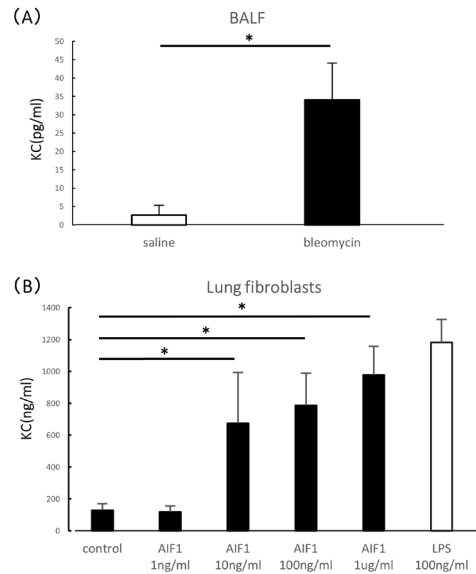 (A)
BALF
*
50
45
40
35
30
25
20
15
10
5
0
KC(pg/ml)
saline bleomycin
(B)
Lung fibroblasts
*
*
*
1400
1200
1000
800
600
400
200
0
KC(ng/ml)
control AIF1 AIF1 AIF1 AIF1 LPS
1ng/ml 10ng/ml 100ng/ml 1ug/ml 100ng/ml